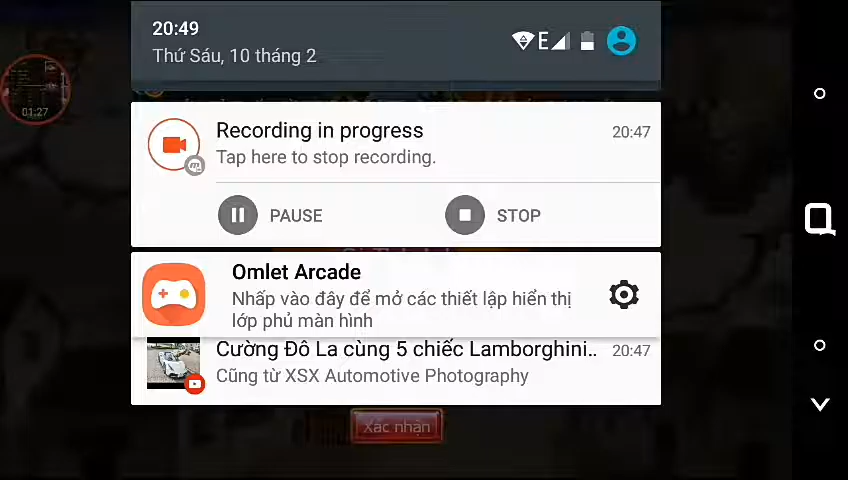 20:49
Thứ Sáu, 10 tháng 2
E
01:27
Recording in progress
20:47
Tap here to stop recording.
PAUSE
STOP
Omlet Arcade
Nhấp vào đây để mở các thiết lập hiển thị
lớp phủ màn hình
Cường Đô La cùng 5 chiếc Lamborghini..
20:47
Cũng từ XSX Automotive Photography
Xác nhận